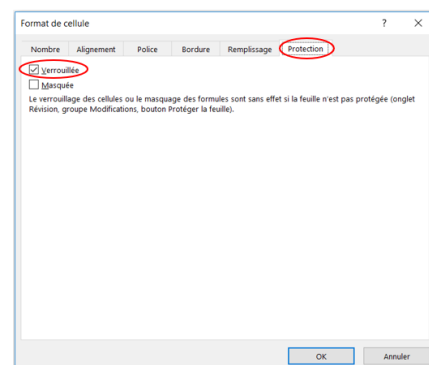 Format de cellule ? ×
Nombre Alignement Police Bordure Remplissage Protection
Verrouillée
Masquée
Le verrouillage des cellules ou le masquage des formules sont sans effet si la feuille n'est pas protégée (onglet
Révision, groupe Modifications, bouton Protéger la feuille).
OK Annuler